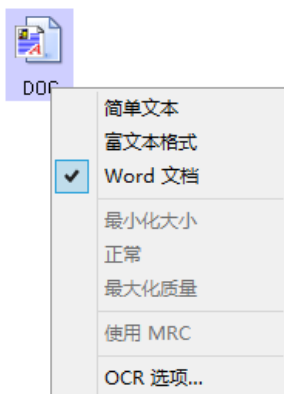 DOC
简单文本
富文本格式
Word 文档
最小化大小
正常
最大化质量
使用 MRC
OCR 选项...